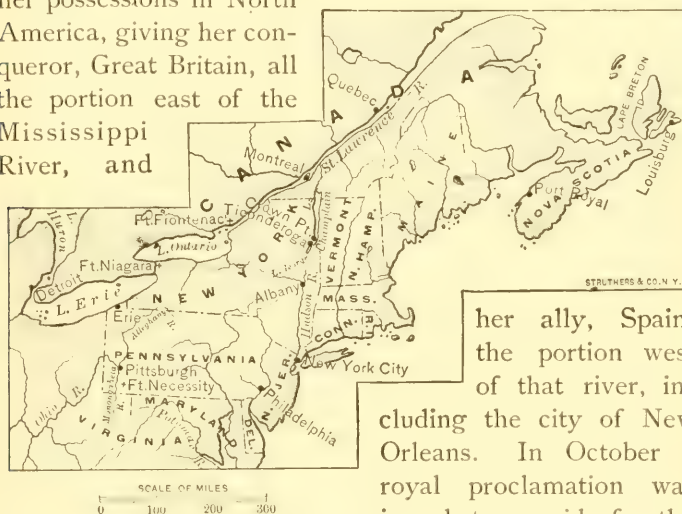 her possessions in North
America, giving her con-
queror, Great Britain, all
the portion east of the
Mississippi
River, and
CANADA
Quebec
St. Lawrence R.
Montreal
CAPE BRETON
ID.
Louisburg
NOVA SCOTIA
Port Royal
MAINE
L. Huron
Ft. Frontenac
Crown Pt.
Ticonderoga
L. Champlain
VERMONT
N. HAMP.
L. Ontario
Ft. Niagara
NEW YORK
L. George
Detroit
L. Erie
Albany
Hudson R.
MASS.
STRUTHERS & CO. N.Y.
Erie
Alleghany R.
CONN.
R.I.
PENNSYLVANIA
N. JER.
New York City
Pittsburgh
Ft. Necessity
Monongahela R.
Ohio R.
Philadelphia
MARYLAND
DEL.
Potomac R.
VIRGINIA
SCALE OF MILES
0 100 200 300
her ally, Spain
the portion wes
of that river, in
cluding the city of New
Orleans. In October
royal proclamation wa